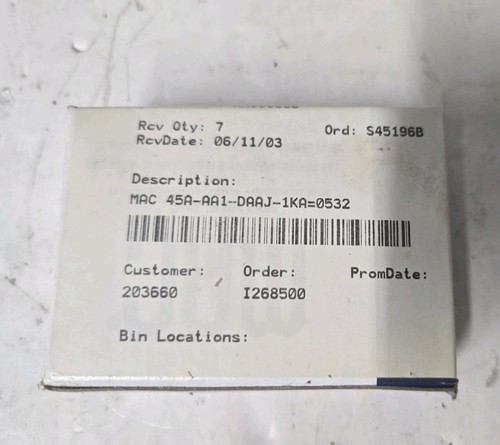 Rcv Qty: 7 Ord: S45196B
RcvDate: 06/11/03
Description:
MAC 45A-AA1-DAAJ-1KA=0532
Customer: Order: PromDate:
203660 I268500
Bin Locations: